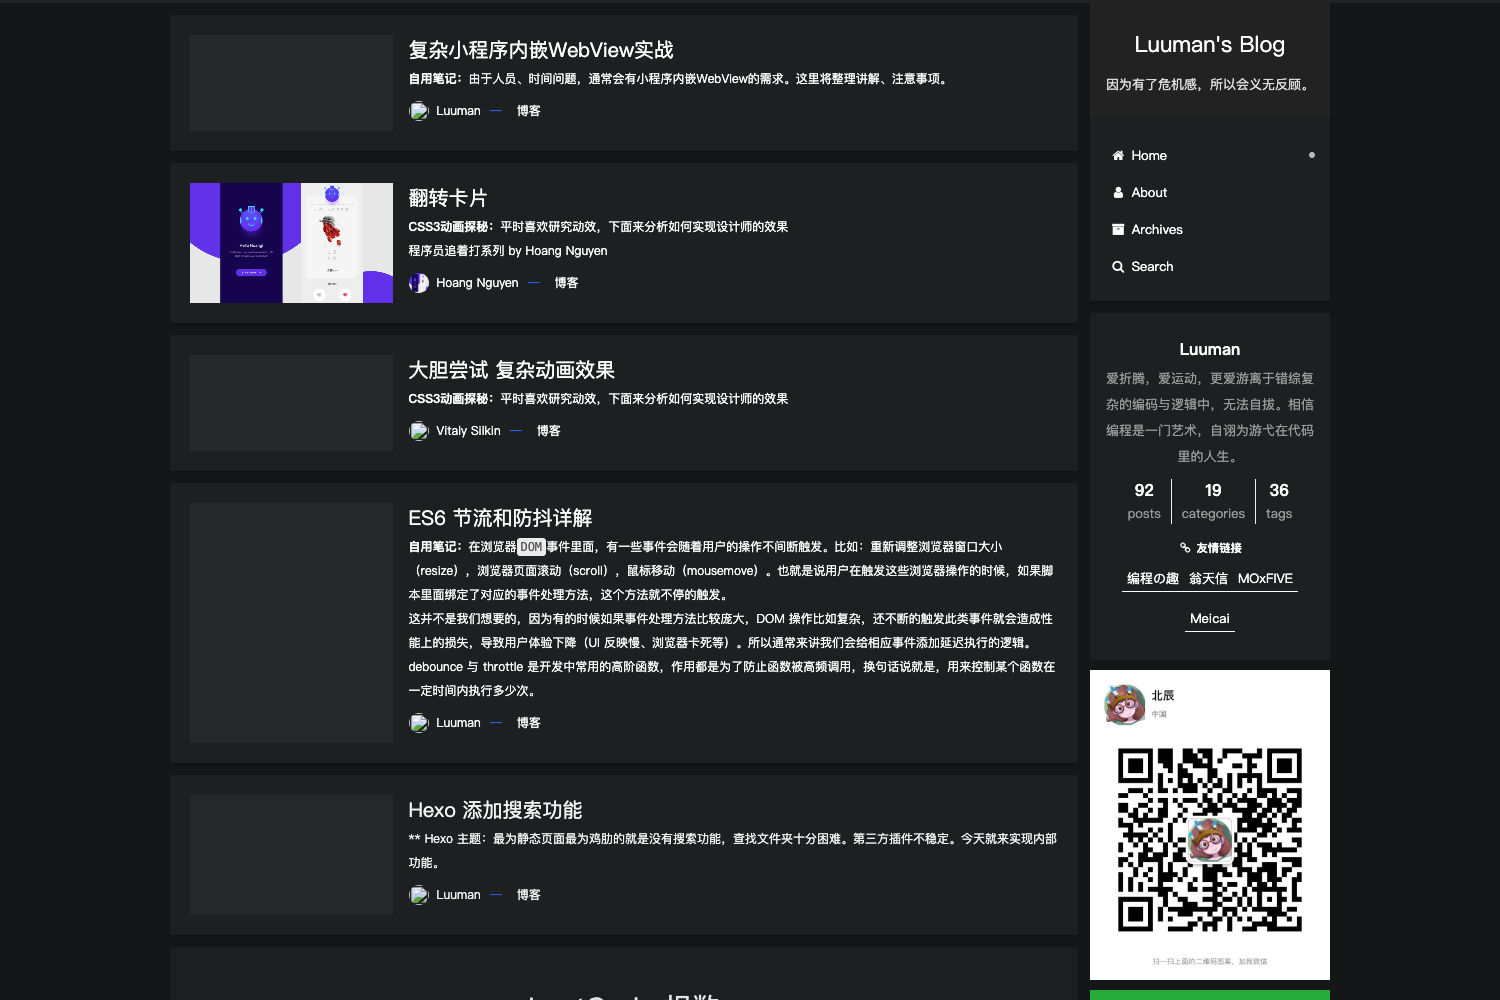 复杂小程序内嵌WebView实战
自用笔记：由于人员、时间问题，通常会有小程序内嵌WebView的需求。这里将整理讲解、注意事项。
Luuman — 博客
翻转卡片
CSS3动画探秘：平时喜欢研究动效，下面来分析如何实现设计师的效果
程序员追着打系列 by Hoang Nguyen
Hoang Nguyen — 博客
大胆尝试 复杂动画效果
CSS3动画探秘：平时喜欢研究动效，下面来分析如何实现设计师的效果
Vitaly Silkin — 博客
ES6 节流和防抖详解
自用笔记：在浏览器DOM事件里面，有一些事件会随着用户的操作不间断触发。比如：重新调整浏览器窗口大小
（resize），浏览器页面滚动（scroll），鼠标移动（mousemove）。也就是说用户在触发这些浏览器操作的时候，如果脚
本里面绑定了对应的事件处理方法，这个方法就不停的触发。
这并不是我们想要的，因为有的时候如果事件处理方法比较庞大，DOM 操作比如复杂，还不断的触发此类事件就会造成性
能上的损失，导致用户体验下降（UI 反映慢、浏览器卡死等）。所以通常来讲我们会给相应事件添加延迟执行的逻辑。
debounce 与 throttle 是开发中常用的高阶函数，作用都是为了防止函数被高频调用，换句话说就是，用来控制某个函数在
一定时间内执行多少次。
Luuman — 博客
Hexo 添加搜索功能
** Hexo 主题：最为静态页面最为鸡肋的就是没有搜索功能，查找文件夹十分困难。第三方插件不稳定。今天就来实现内部
功能。
Luuman — 博客
Luuman's Blog
因为有了危机感，所以会义无反顾。
Home
About
Archives
Search
Luuman
爱折腾，爱运动，更爱游离于错综复
杂的编码与逻辑中，无法自拔。相信
编程是一门艺术，自诩为游弋在代码
里的人生。
92 19 36
posts categories tags
友情链接
编程の趣 翁天信 MOxFIVE
Meicai
北辰
中国
扫一扫上面的二维码图案，加我微信